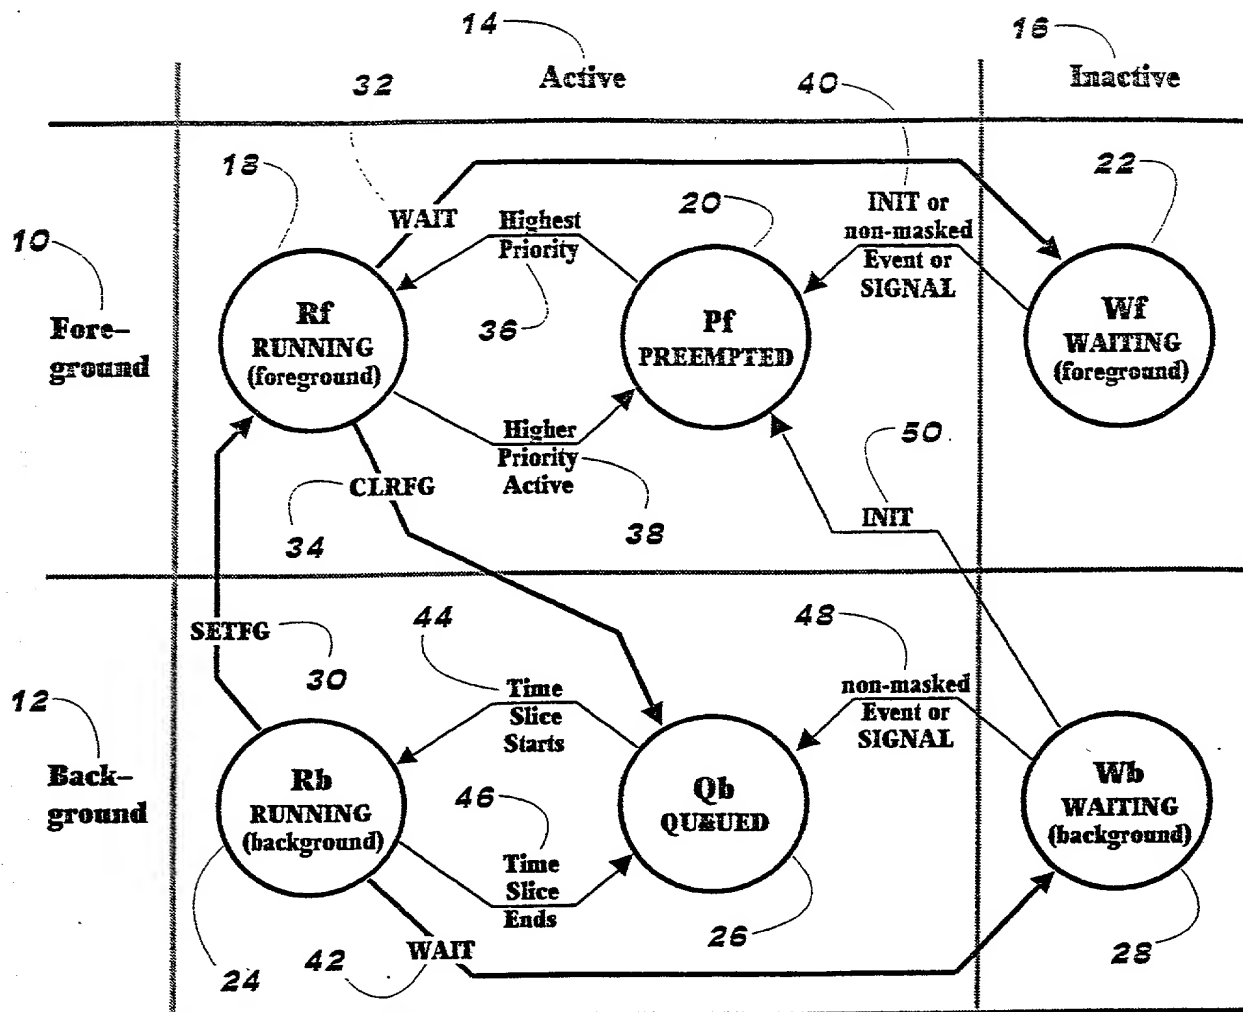 14
16
Active
Inactive
32
40
18
20
22
WAIT
Highest
Priority
INIT or
non-masked
Event or
SIGNAL
10
Fore-
ground
36
Rf
RUNNING
(foreground)
Pf
PREEMPTED
Wf
WAITING
(foreground)
Higher
Priority
Active
50
CLRFG
34
38
INIT
SETFG
30
44
48
12
Time
Slice
Starts
non-masked
Event or
SIGNAL
Back-
ground
Rb
RUNNING
(background)
46
Qb
QUEUED
Wb
WAITING
(background)
Time
Slice
Ends
24
42
WAIT
26
28